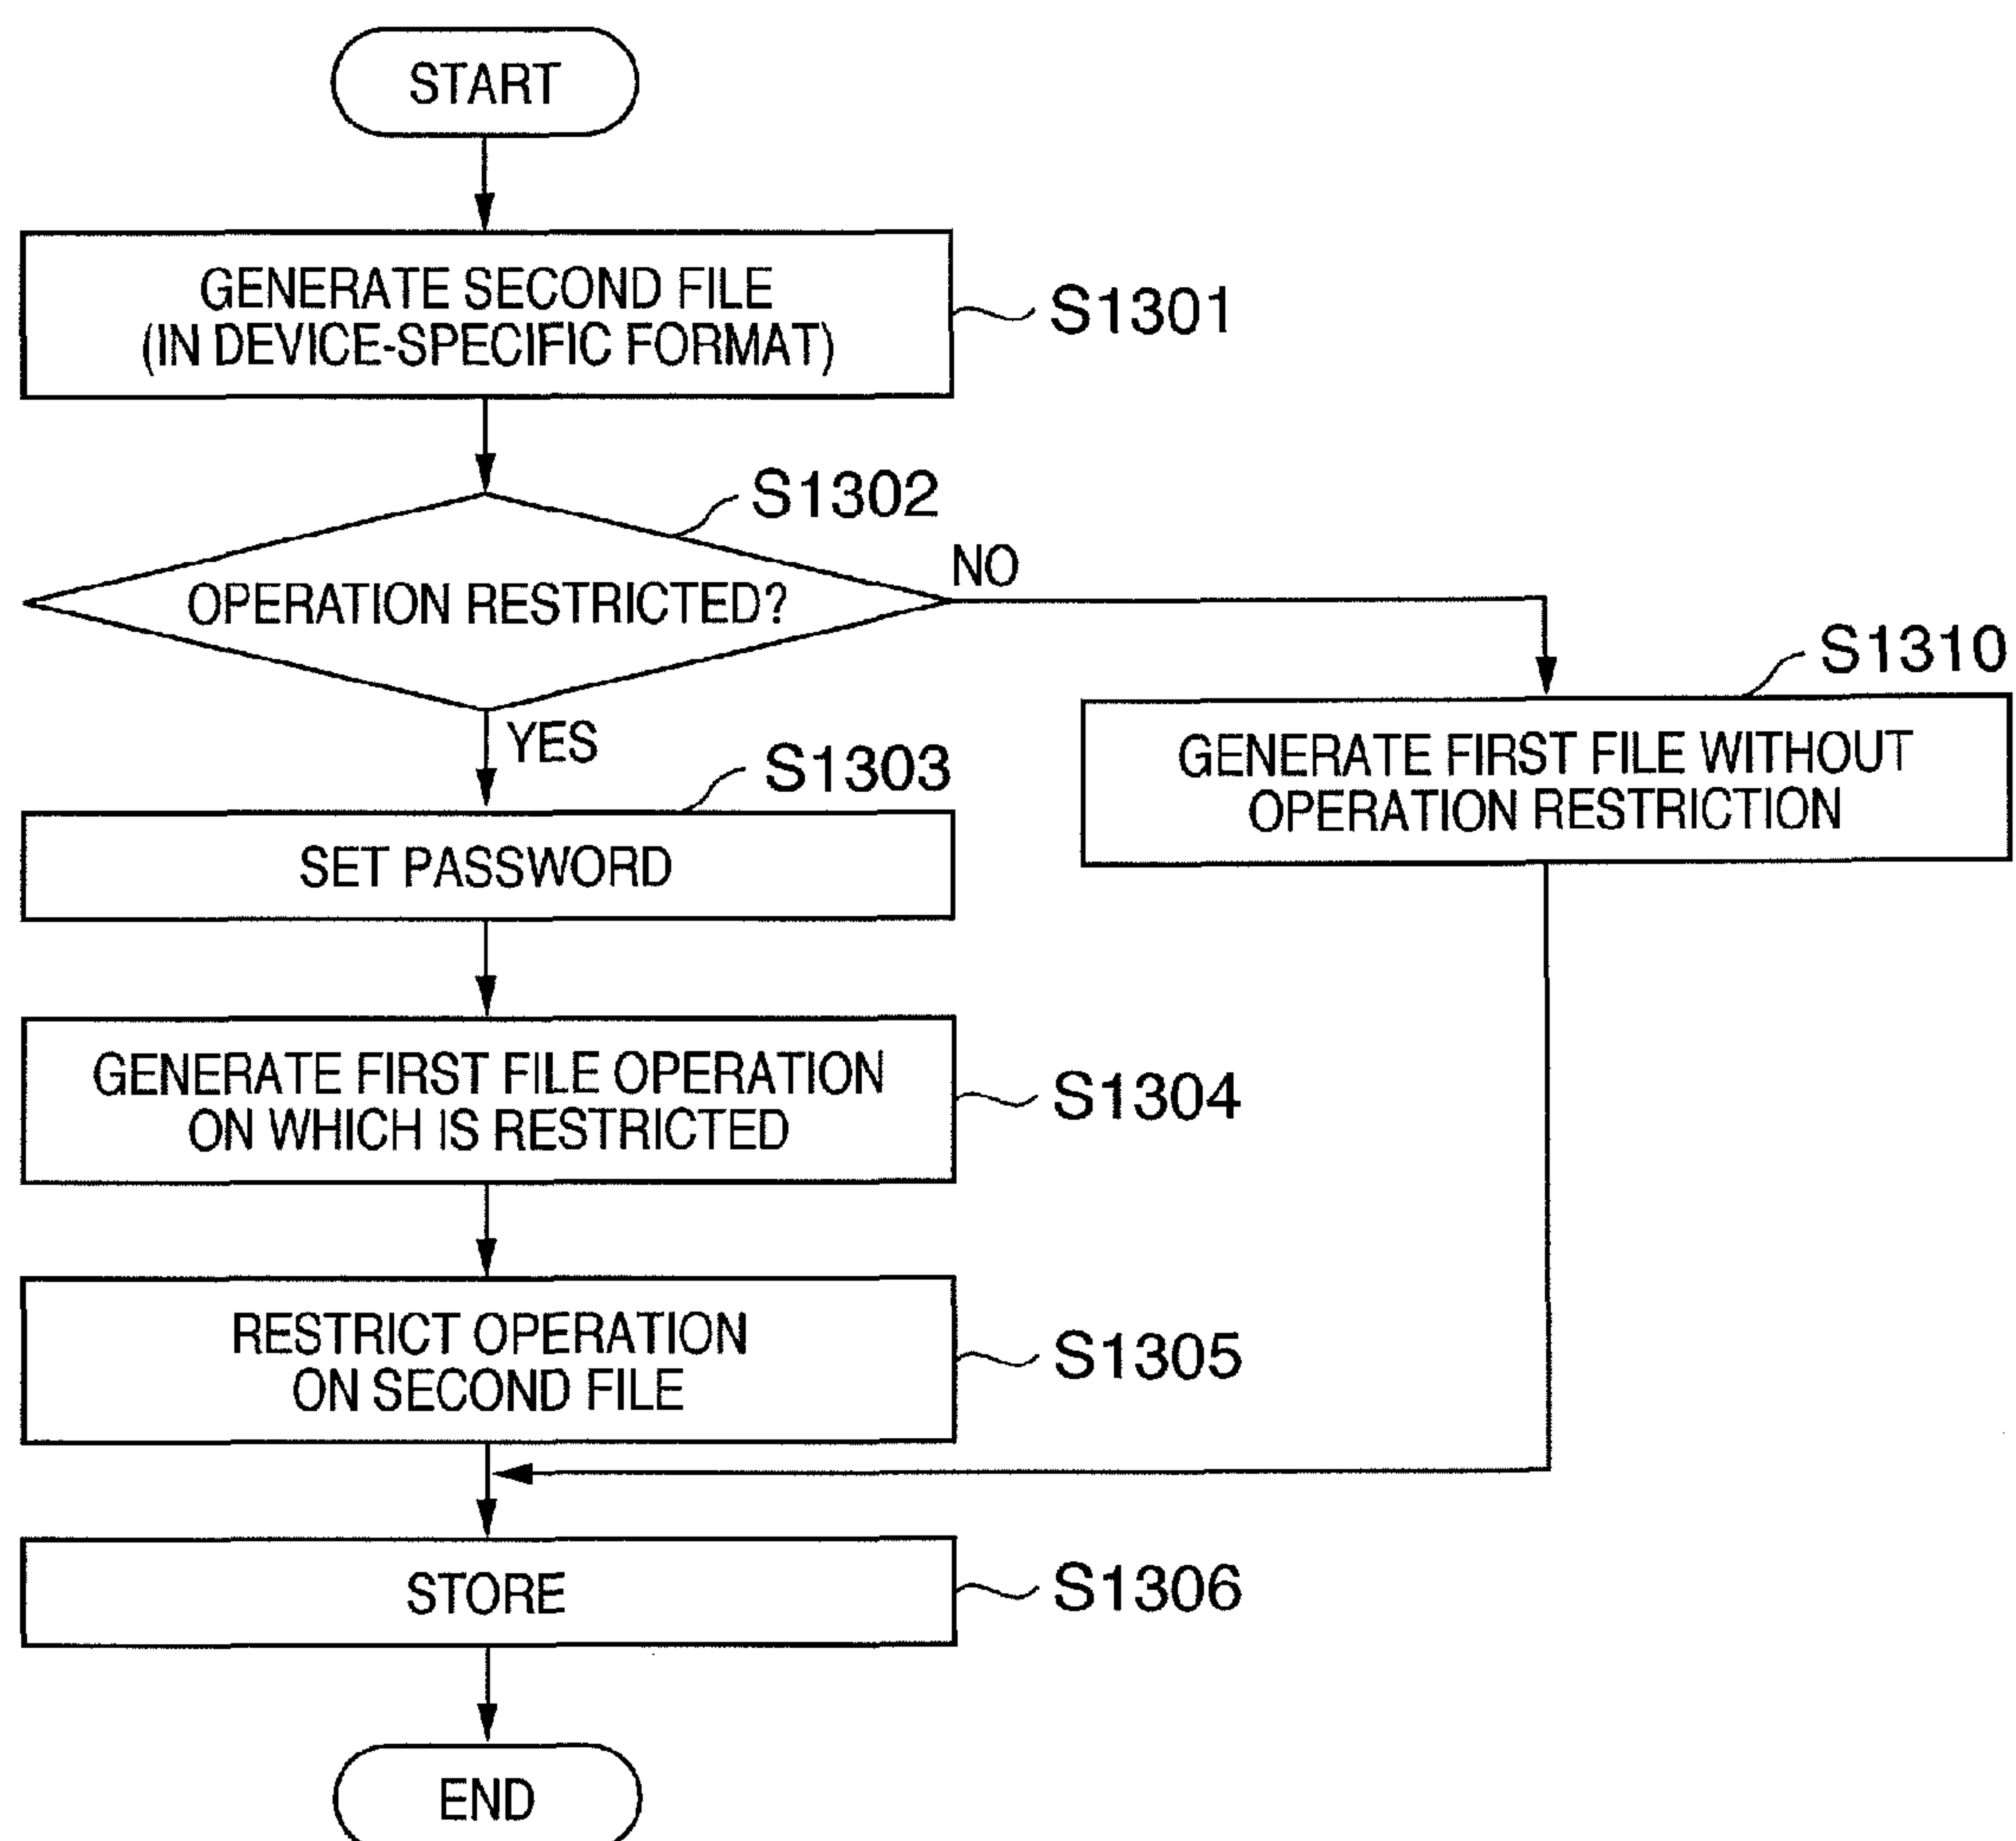 START
GENERATE SECOND FILE
(IN DEVICE-SPECIFIC FORMAT)
S1301
S1302
OPERATION RESTRICTED?
NO
YES
S1310
GENERATE FIRST FILE WITHOUT
OPERATION RESTRICTION
S1303
SET PASSWORD
GENERATE FIRST FILE OPERATION
ON WHICH IS RESTRICTED
S1304
RESTRICT OPERATION
ON SECOND FILE
S1305
STORE
S1306
END